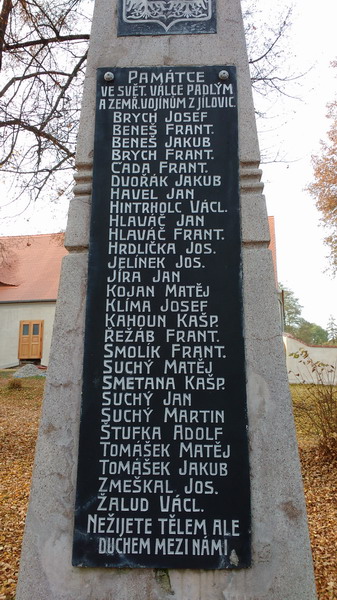 Památce
ve svět. válce padlým
a zemř. vojínům z Jílovic.
Brych Josef
Beneš Frant.
Beneš Jakub
Brych Frant.
Čada Frant.
Dvořák Jakub
Havel Jan
Hintrholc Václ.
Hlaváč Jan
Hlaváč Frant.
Hrdlička Jos.
Jelínek Jos.
Jíra Jan
Kojan Matěj
Klíma Josef
Kahoun Kašp.
Řežáb Frant.
Smolík Frant.
Suchý Matěj
Smetana Kašp.
Suchý Jan
Suchý Martin
Štufka Adolf
Tomášek Matěj
Tomášek Jakub
Zmeškal Jos.
Žalud Václ.
Nežijete tělem ale
duchem mezi námi